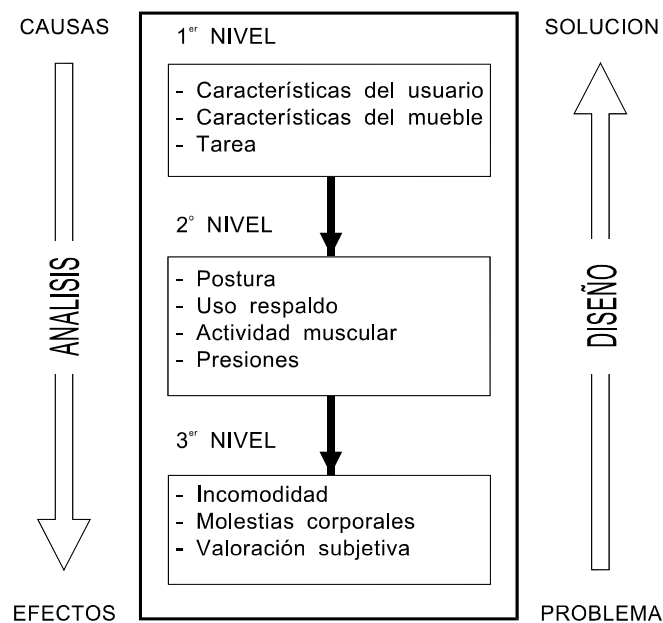 CAUSAS
SOLUCION
1er NIVEL
- Características del usuario
- Características del mueble
- Tarea
2° NIVEL
- Postura
- Uso respaldo
- Actividad muscular
- Presiones
ANALISIS
DISEÑO
3er NIVEL
- Incomodidad
- Molestias corporales
- Valoración subjetiva
EFECTOS
PROBLEMA